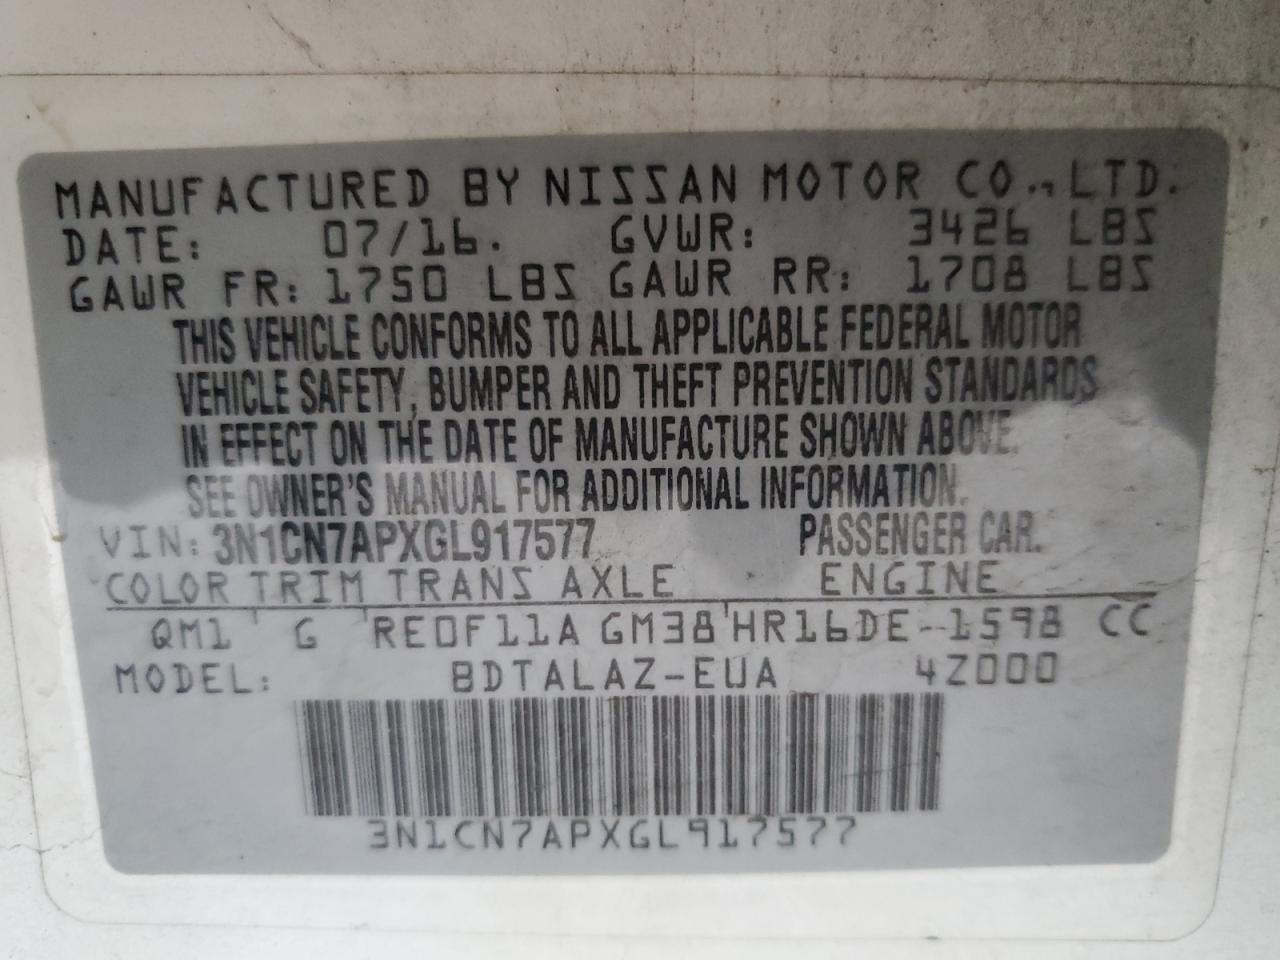 MANUFACTURED BY NISSAN MOTOR CO., LTD.
DATE: 07/16. GVWR: 3426 LBS
GAWR FR: 1750 LBS GAWR RR: 1708 LBS
THIS VEHICLE CONFORMS TO ALL APPLICABLE FEDERAL MOTOR
VEHICLE SAFETY, BUMPER AND THEFT PREVENTION STANDARDS
IN EFFECT ON THE DATE OF MANUFACTURE SHOWN ABOVE.
SEE OWNER'S MANUAL FOR ADDITIONAL INFORMATION.
VIN: 3N1CN7APXGL917577 PASSENGER CAR.
COLOR TRIM TRANS AXLE ENGINE
QM1 G RE0F11A GM38 HR16DE--1598 CC
MODEL: BDTALAZ-EUA 4Z000
3N1CN7APXGL917577